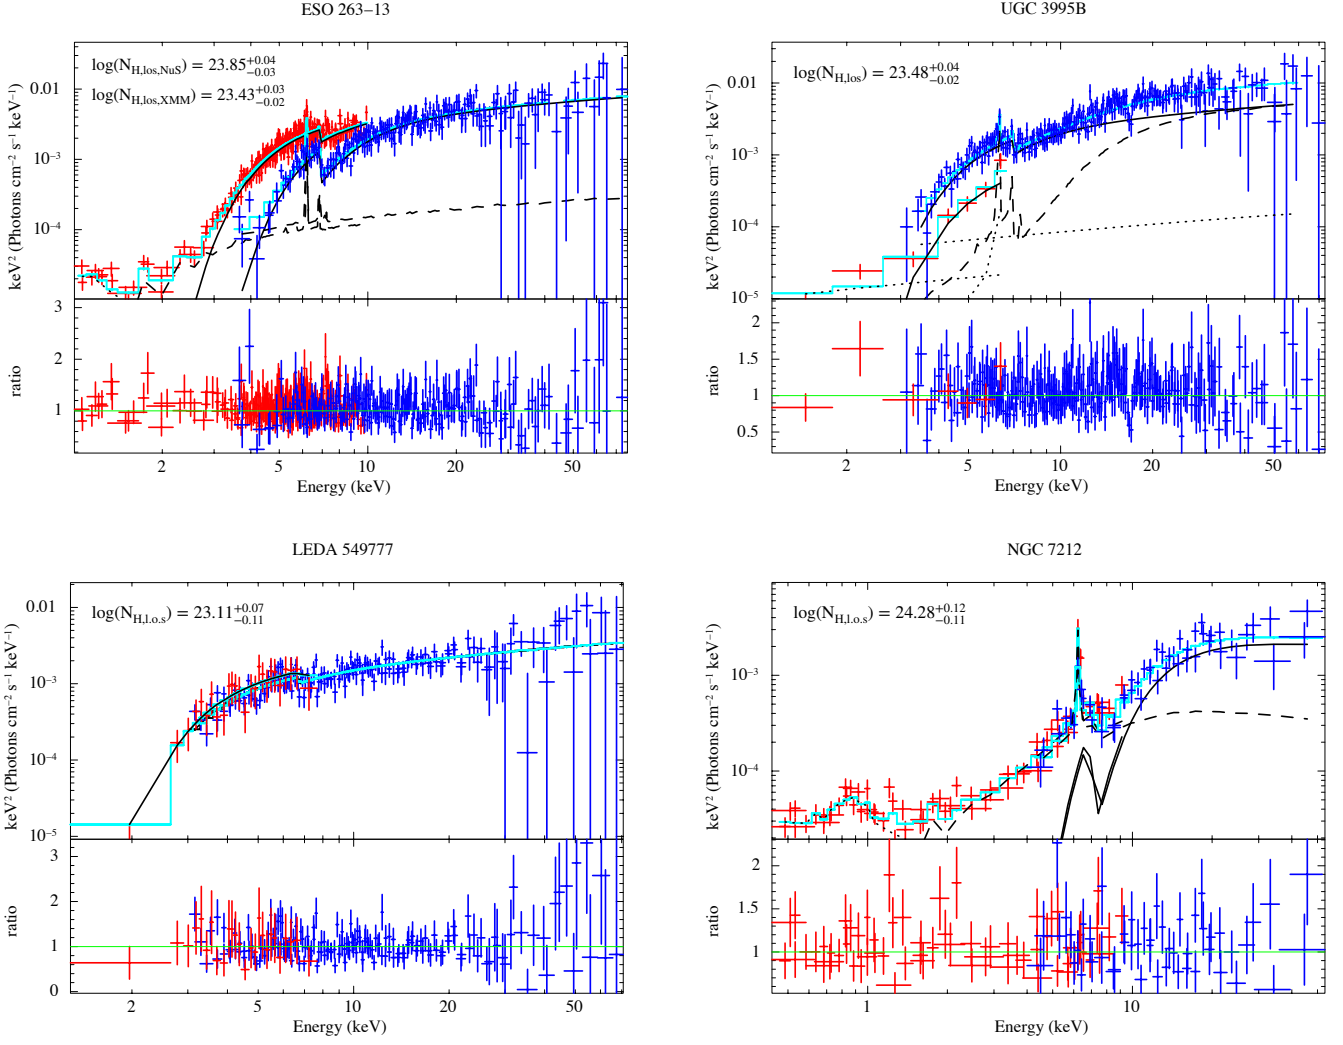 ESO 263−13
log(N_H,los,NuS) = 23.85 +0.04 −0.03
log(N_H,los,XMM) = 23.43 +0.03 −0.02
keV² (Photons cm⁻² s⁻¹ keV⁻¹)
0.01
10⁻³
10⁻⁴
ratio
3
2
1
2 5 10 20 50
Energy (keV)
UGC 3995B
log(N_H,los) = 23.48 +0.04 −0.02
keV² (Photons cm⁻² s⁻¹ keV⁻¹)
0.01
10⁻³
10⁻⁴
10⁻⁵
ratio
2
1.5
1
0.5
2 5 10 20 50
Energy (keV)
LEDA 549777
log(N_H,l.o.s) = 23.11 +0.07 −0.11
keV² (Photons cm⁻² s⁻¹ keV⁻¹)
0.01
10⁻³
10⁻⁴
10⁻⁵
ratio
3
2
1
0
2 5 10 20 50
Energy (keV)
NGC 7212
log(N_H,l.o.s) = 24.28 +0.12 −0.11
keV² (Photons cm⁻² s⁻¹ keV⁻¹)
10⁻³
10⁻⁴
ratio
2
1.5
1
1 10
Energy (keV)